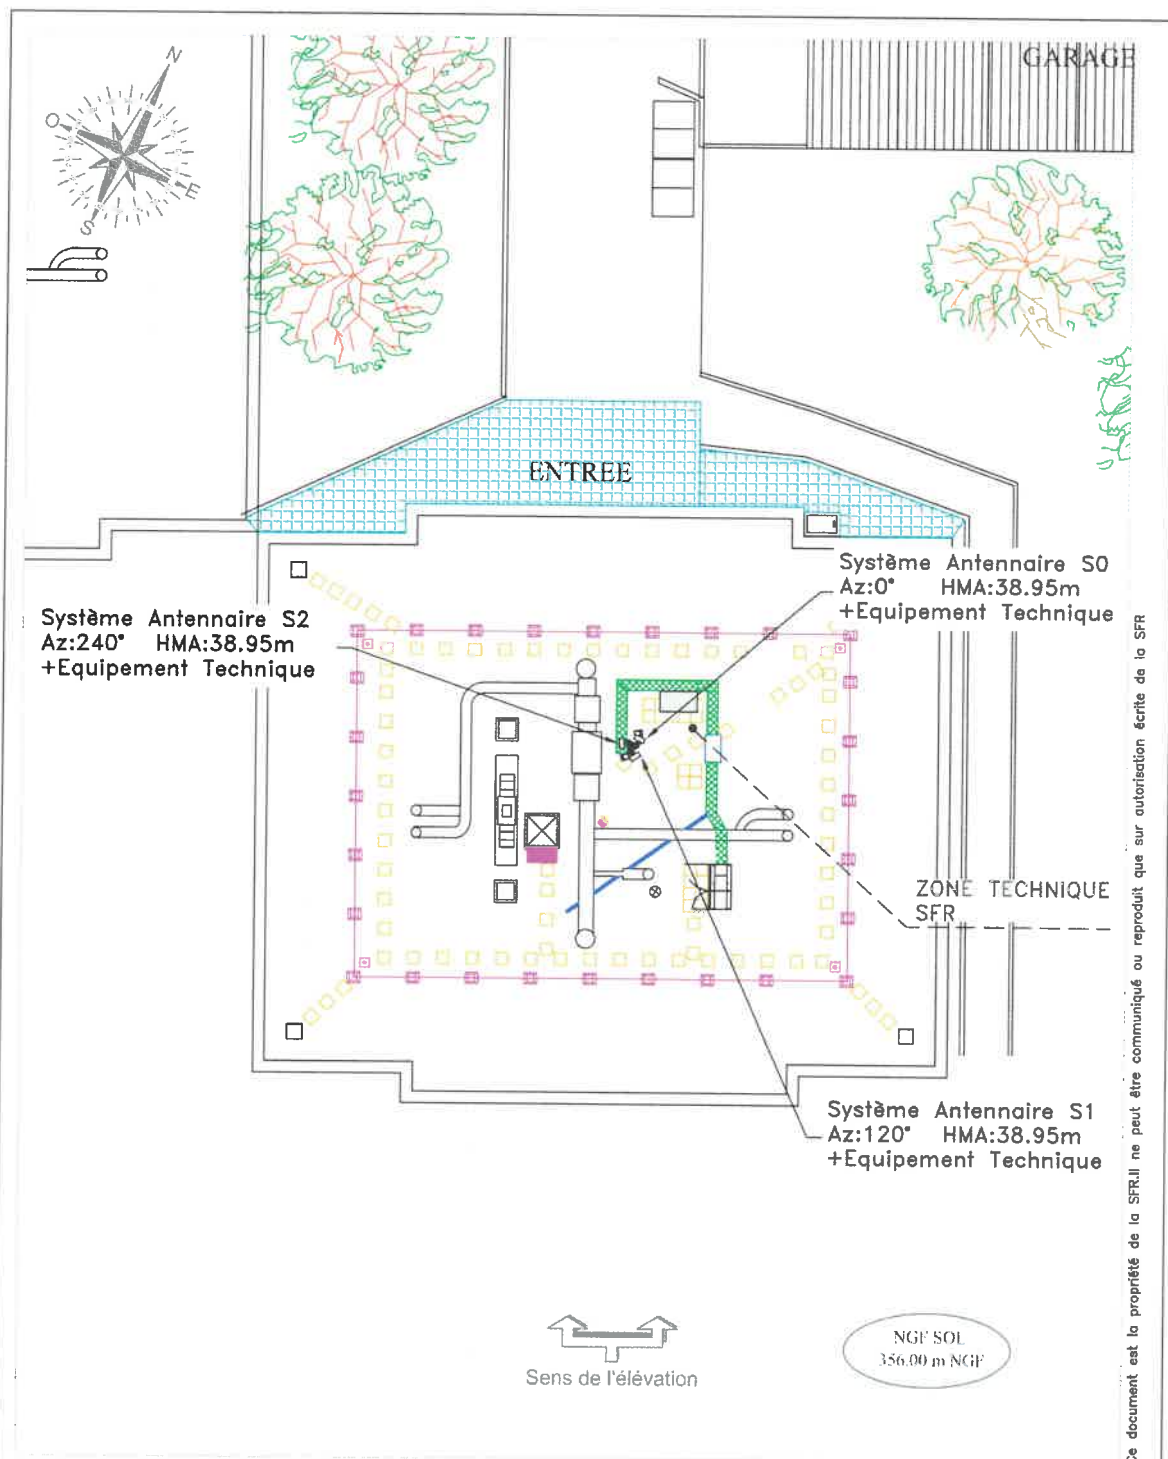 N
O
E
S
GARAGE
ENTREE
Système Antennaire S0
Az:0° HMA:38.95m
+Equipement Technique
Système Antennaire S2
Az:240° HMA:38.95m
+Equipement Technique
ZONE TECHNIQUE
SFR
Système Antennaire S1
Az:120° HMA:38.95m
+Equipement Technique
Sens de l'élévation
NGF SOL
356.00 m NGF
Ce document est la propriété de la SFR.Il ne peut être communiqué ou reproduit que sur autorisation écrite de la SFR